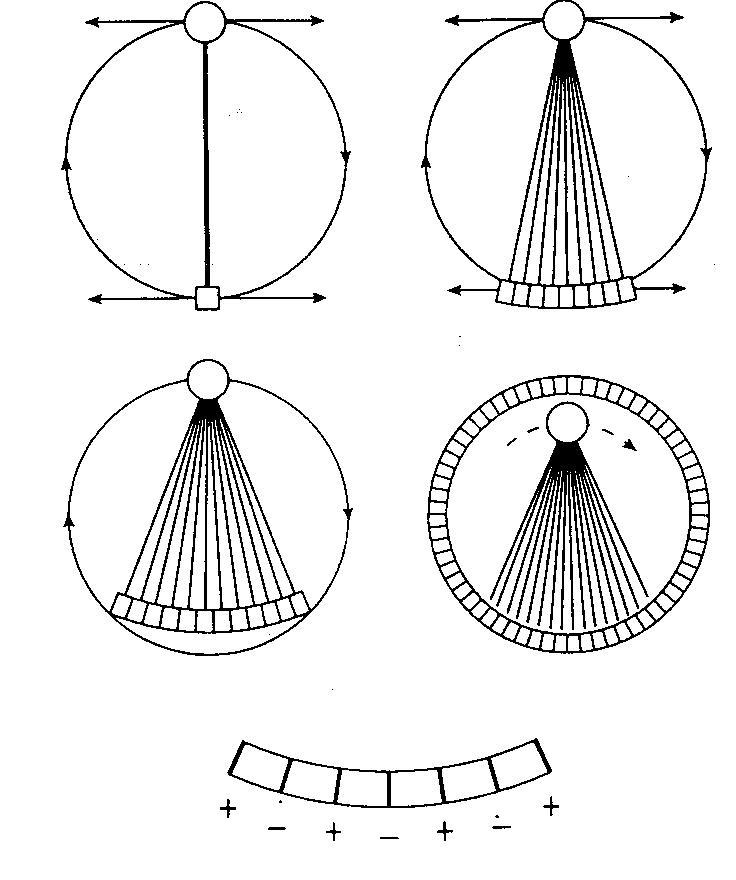 + − + − + − +